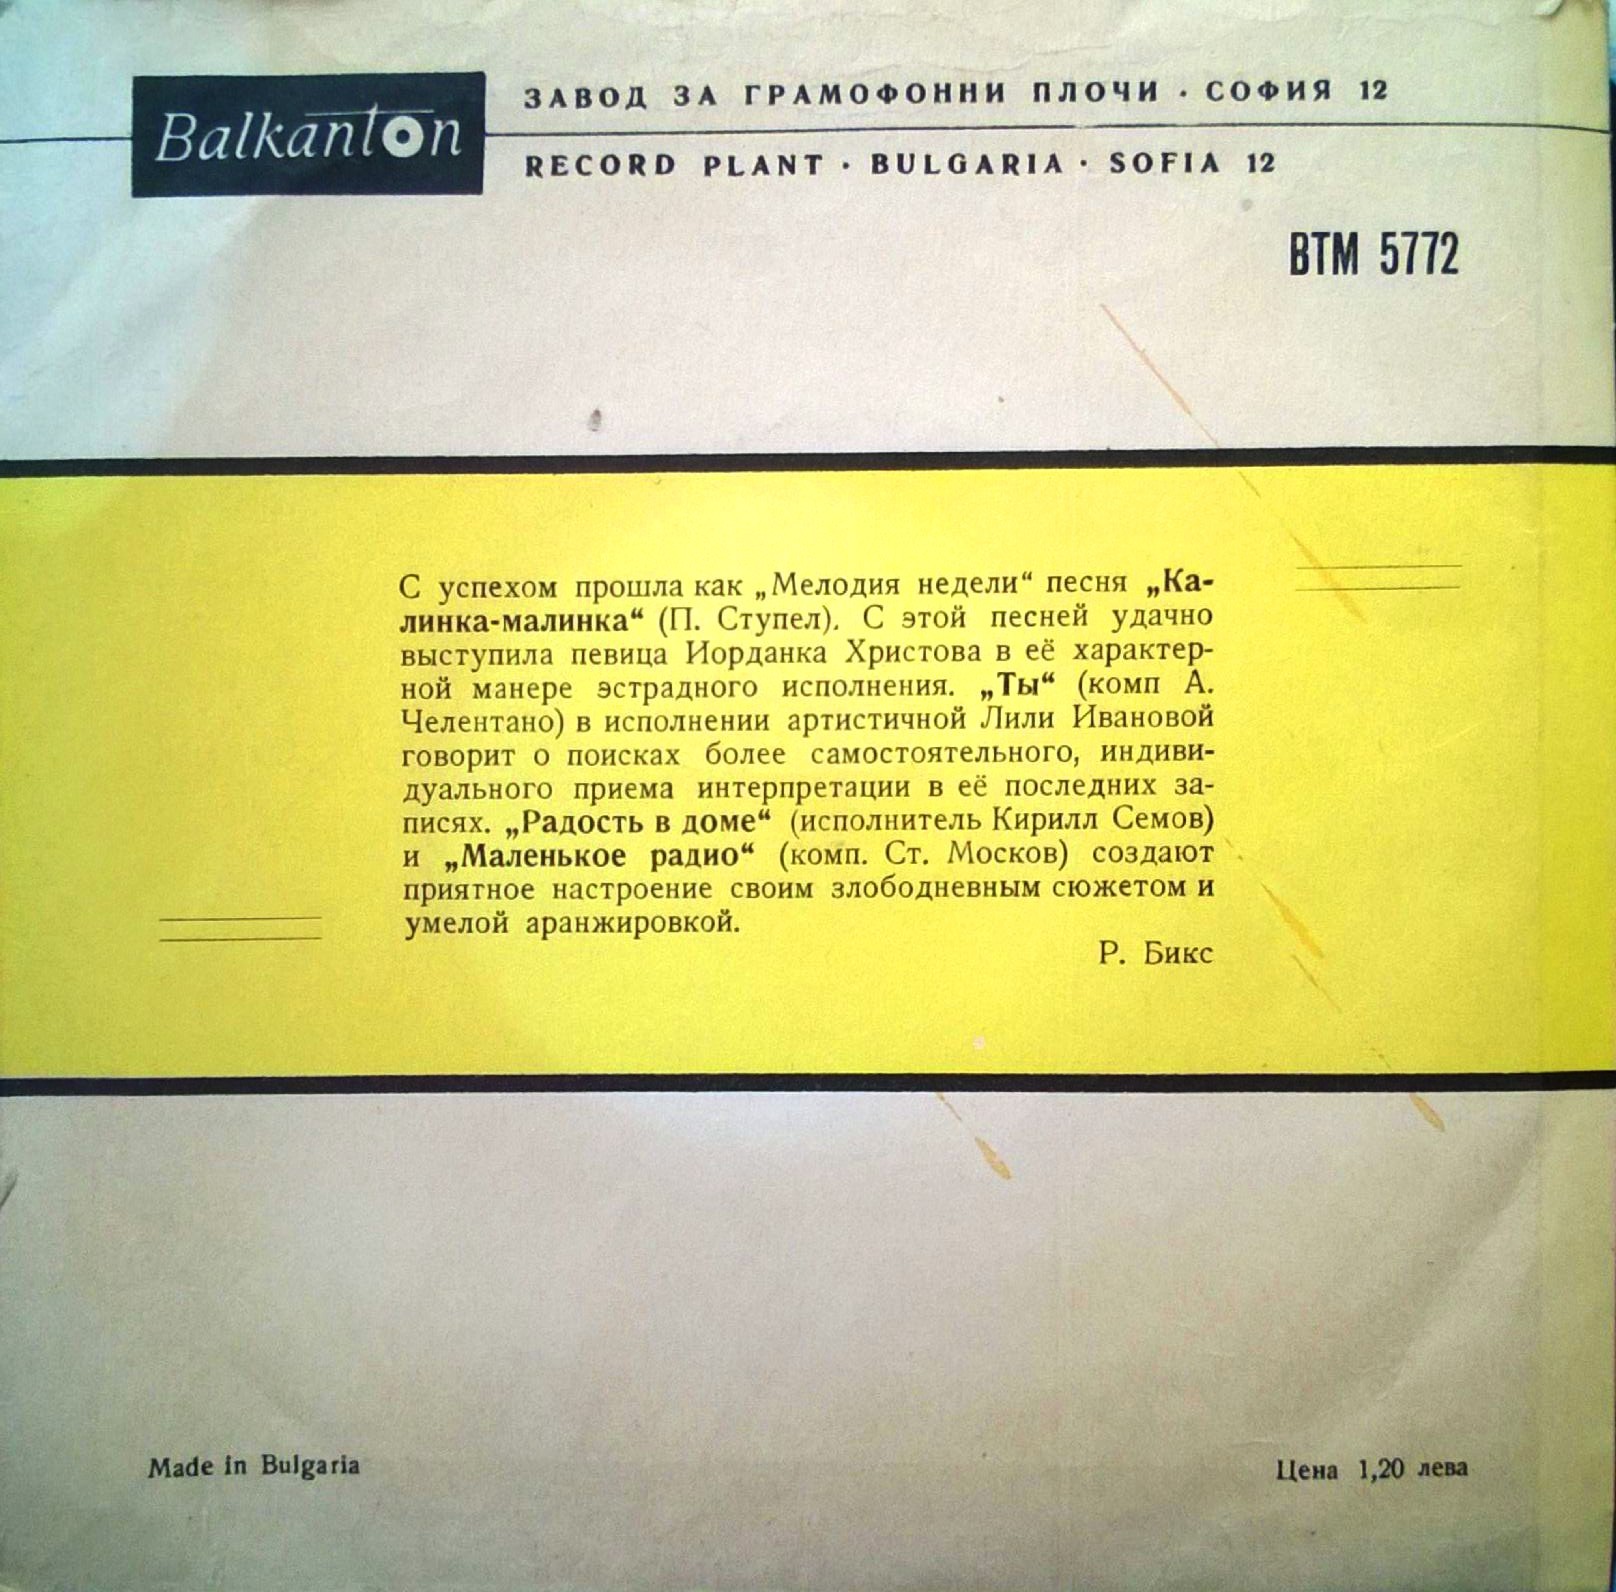 Balkanton
ЗАВОД ЗА ГРАМОФОННИ ПЛОЧИ · СОФИЯ 12
RECORD PLANT · BULGARIA · SOFIA 12
ВТМ 5772
С успехом прошла как „Мелодия недели“ песня „Ка-
линка-малинка“ (П. Ступел). С этой песней удачно
выступила певица Иорданка Христова в её характер-
ной манере эстрадного исполнения. „Ты“ (комп А.
Челентано) в исполнении артистичной Лили Ивановой
говорит о поисках более самостоятельного, индиви-
дуального приема интерпретации в её последних за-
писях. „Радость в доме“ (исполнитель Кирилл Семов)
и „Маленькое радио“ (комп. Ст. Москов) создают
приятное настроение своим злободневным сюжетом и
умелой аранжировкой.
Р. Бикс
Made in Bulgaria
Цена 1,20 лева